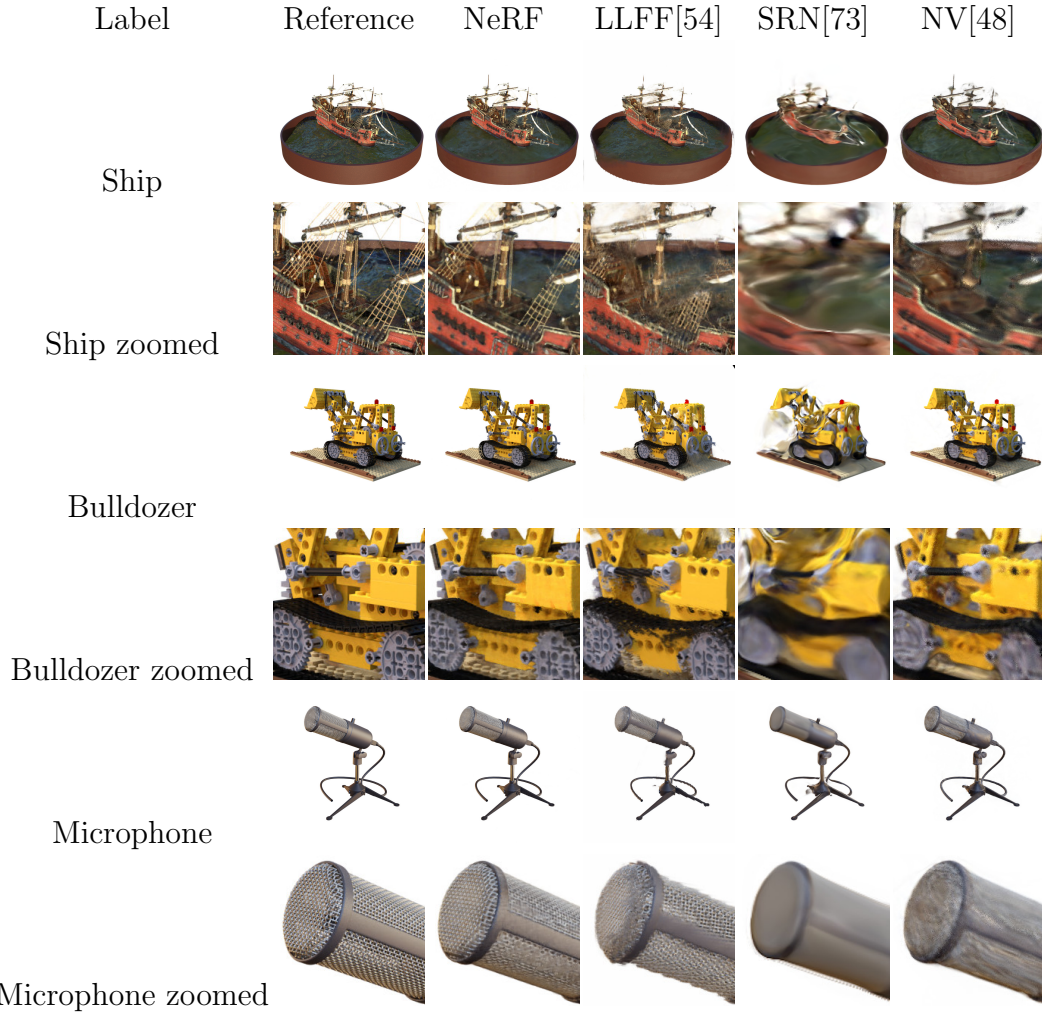 Label Reference NeRF LLFF[54] SRN[73] NV[48]
Ship
Ship zoomed
Bulldozer
Bulldozer zoomed
Microphone
Microphone zoomed